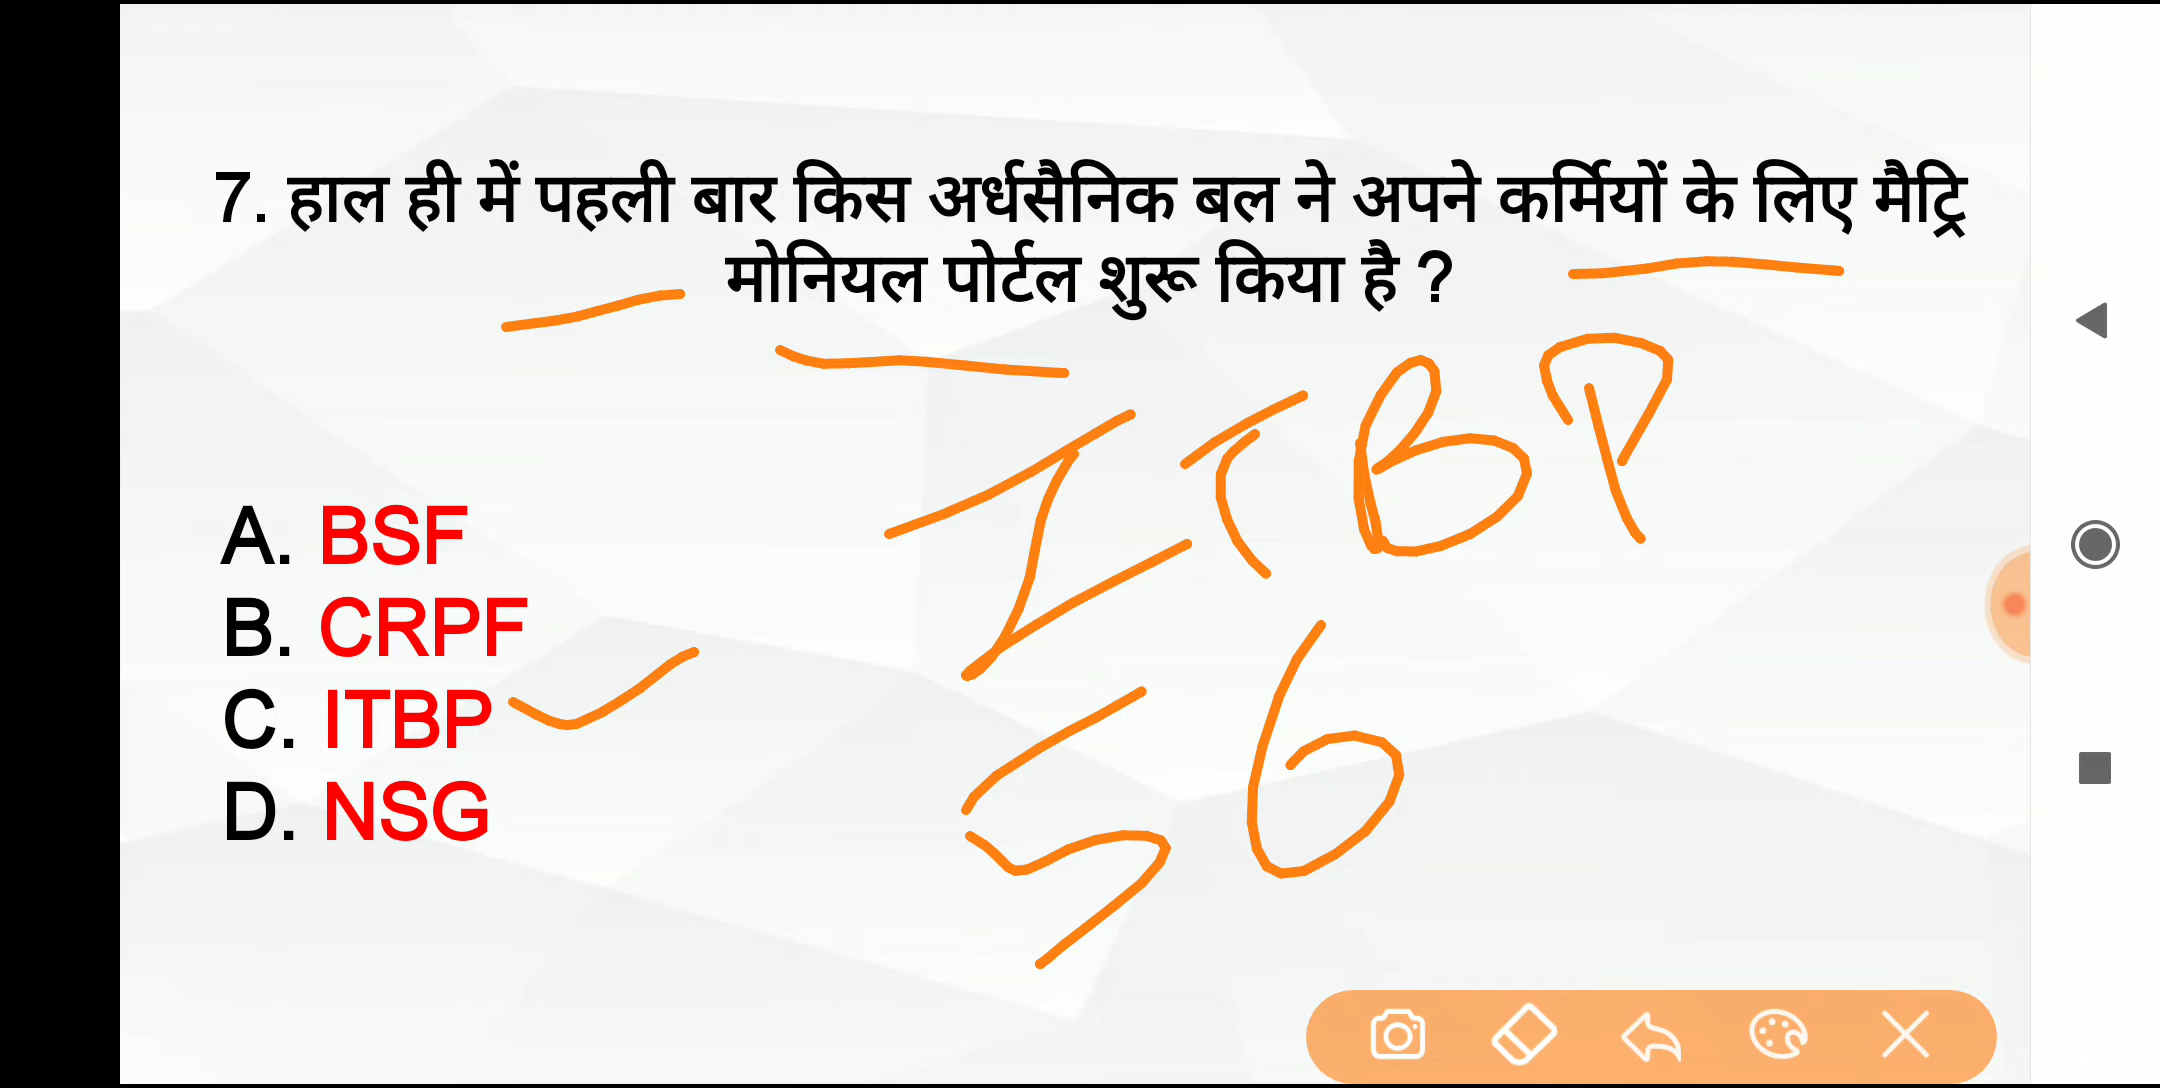 7. हाल ही में पहली बार किस अर्धसैनिक बल ने अपने कर्मियों के लिए मैट्रि
मोनियल पोर्टल शुरू किया है ?
ITBP
A. BSF
B. CRPF
C. ITBP
D. NSG
56